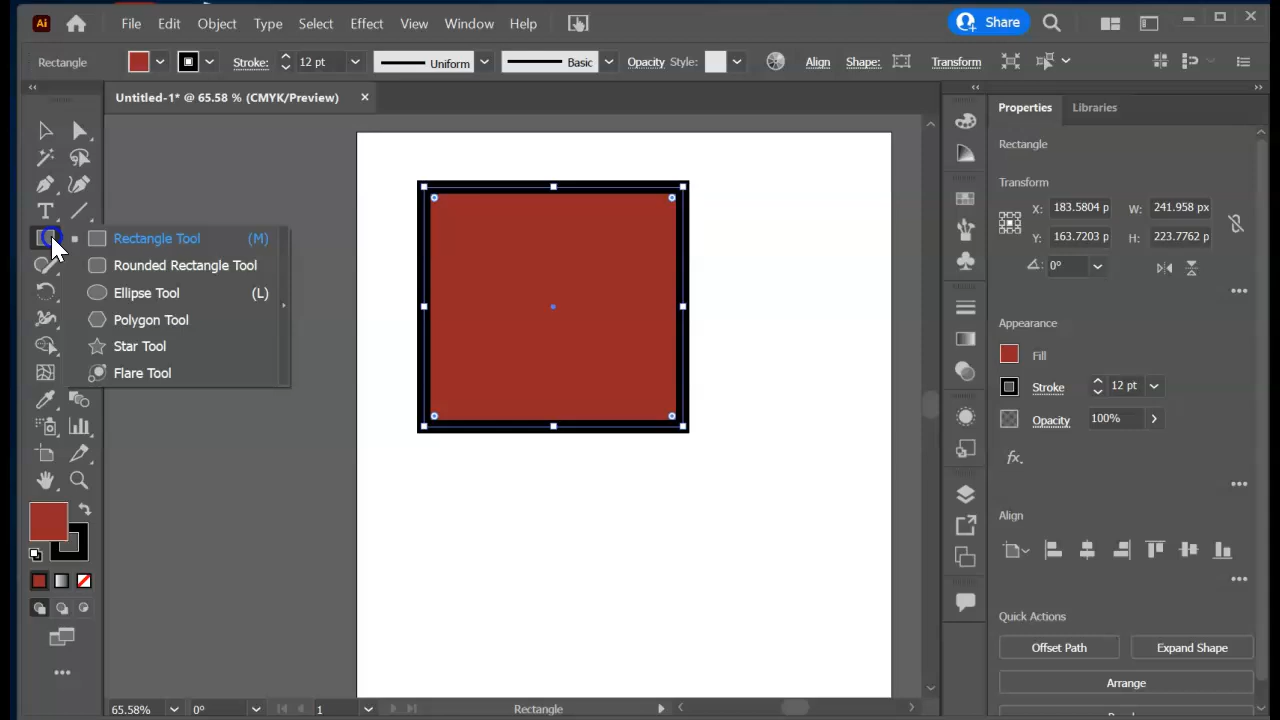 Ai File Edit Object Type Select Effect View Window Help Share
Rectangle Stroke: 12 pt Uniform Basic Opacity Style: Align Shape: Transform
Untitled-1* @ 65.58 % (CMYK/Preview) ×
Properties Libraries
Rectangle
Transform
X: 183.5804 p W: 241.958 px
Y: 163.7203 p H: 223.7762 p
0°
Rectangle Tool (M)
Rounded Rectangle Tool
Ellipse Tool (L)
Polygon Tool
Star Tool
Flare Tool
Appearance
Fill
Stroke 12 pt
Opacity 100%
fx.
Align
Quick Actions
Offset Path Expand Shape
Arrange
65.58% 0° 1 Rectangle